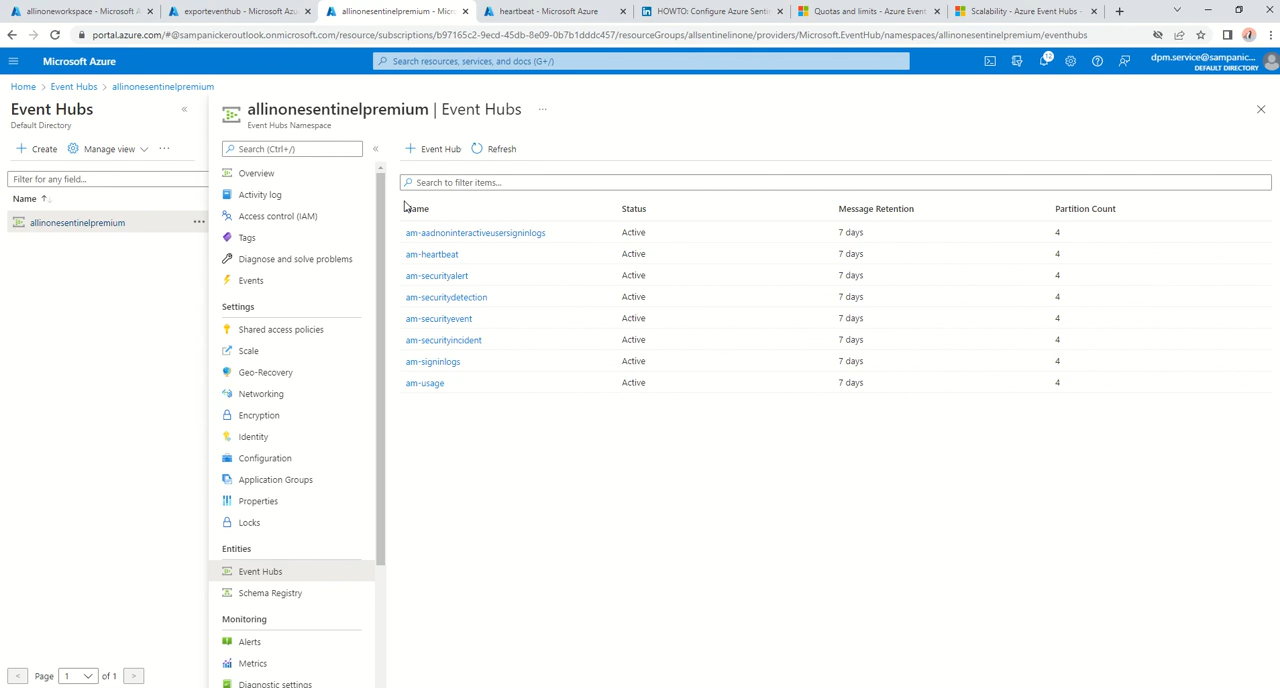 allinoneworkspace - Microsoft A
exporteventhub - Microsoft Azu
allinonesentinelpremium - Micro
heartbeat - Microsoft Azure
HOWTO: Configure Azure Senti
Quotas and limits - Azure Event
Scalability - Azure Event Hubs -
portal.azure.com/#@sampanickeroutlook.onmicrosoft.com/resource/subscriptions/b97165c2-9ecd-45db-8e09-0b7b1dddc457/resourceGroups/allsentinelinone/providers/Microsoft.EventHub/namespaces/allinonesentinelpremium/eventhubs
Microsoft Azure
Search resources, services, and docs (G+/)
12
dpm.service@sampanic...
DEFAULT DIRECTORY
Home > Event Hubs > allinonesentinelpremium
Event Hubs
Default Directory
Create
Manage view
Filter for any field...
Name
allinonesentinelpremium
Page 1 of 1
allinonesentinelpremium | Event Hubs
Event Hubs Namespace
Search (Ctrl+/)
Overview
Activity log
Access control (IAM)
Tags
Diagnose and solve problems
Events
Settings
Shared access policies
Scale
Geo-Recovery
Networking
Encryption
Identity
Configuration
Application Groups
Properties
Locks
Entities
Event Hubs
Schema Registry
Monitoring
Alerts
Metrics
Diagnostic settings
Event Hub
Refresh
Search to filter items...
Name Status Message Retention Partition Count
am-aadnoninteractiveusersigninlogs Active 7 days 4
am-heartbeat Active 7 days 4
am-securityalert Active 7 days 4
am-securitydetection Active 7 days 4
am-securityevent Active 7 days 4
am-securityincident Active 7 days 4
am-signinlogs Active 7 days 4
am-usage Active 7 days 4